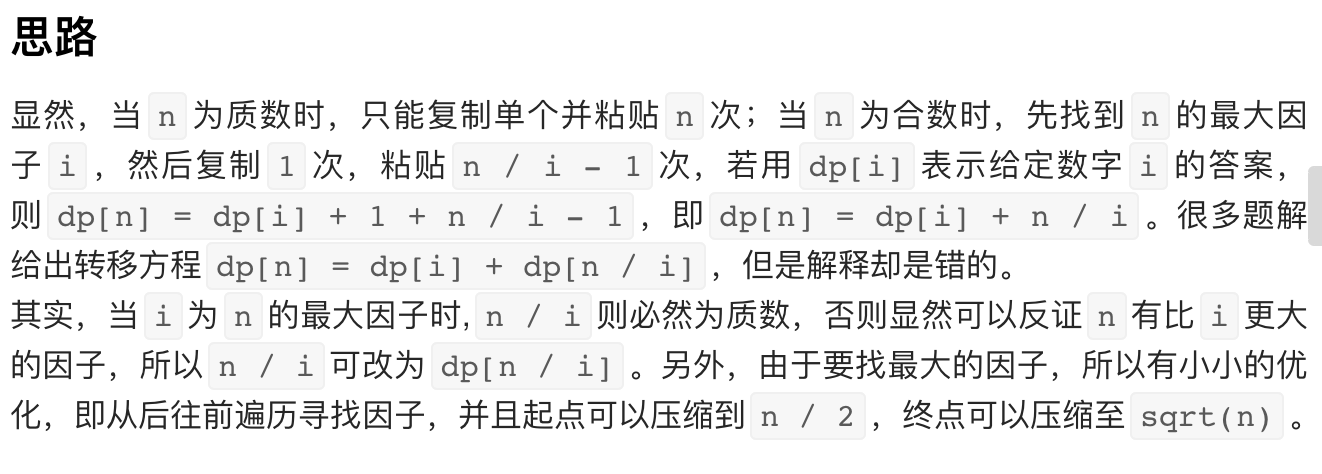 思路
显然，当 n 为质数时，只能复制单个并粘贴 n 次；当 n 为合数时，先找到 n 的最大因
子 i ，然后复制 1 次，粘贴 n / i - 1 次，若用 dp[i] 表示给定数字 i 的答案，
则 dp[n] = dp[i] + 1 + n / i - 1 ，即 dp[n] = dp[i] + n / i 。很多题解
给出转移方程 dp[n] = dp[i] + dp[n / i] ，但是解释却是错的。
其实，当 i 为 n 的最大因子时, n / i 则必然为质数，否则显然可以反证 n 有比 i 更大
的因子，所以 n / i 可改为 dp[n / i] 。另外，由于要找最大的因子，所以有小小的优
化，即从后往前遍历寻找因子，并且起点可以压缩到 n / 2 ，终点可以压缩至 sqrt(n) 。